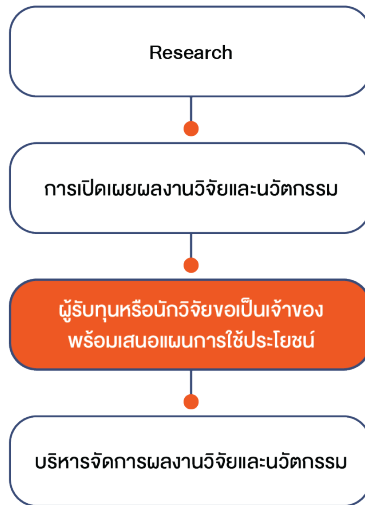 Research
การเปิดเผยผลงานวิจัยและนวัตกรรม
ผู้รับทุนหรือนักวิจัยขอเป็นเจ้าของ
พร้อมเสนอแผนการใช้ประโยชน์
บริหารจัดการผลงานวิจัยและนวัตกรรม